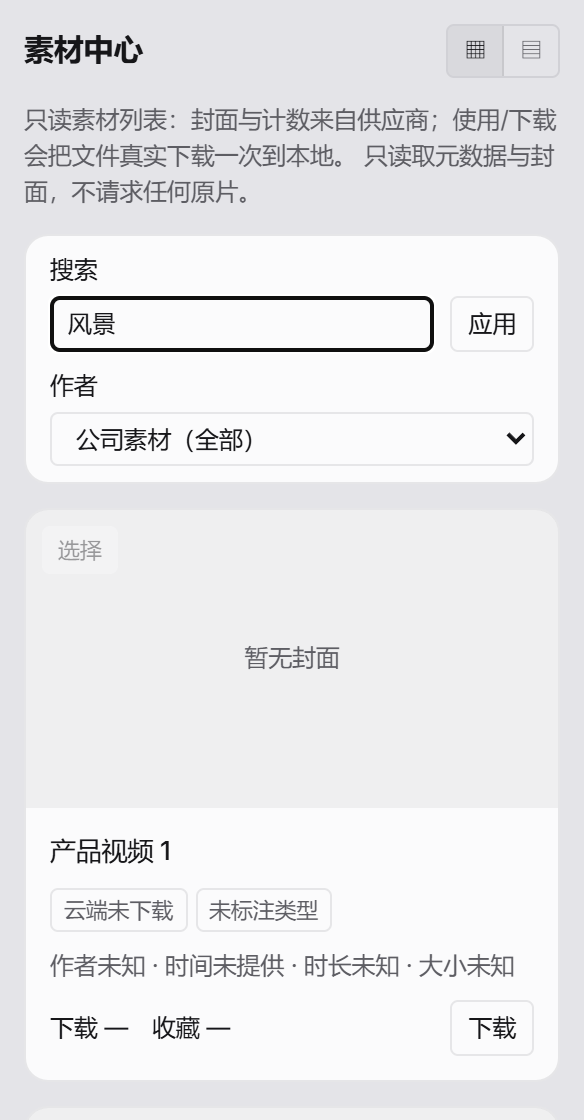 素材中心
只读素材列表：封面与计数来自供应商；使用/下载
会把文件真实下载一次到本地。 只读取元数据与封
面，不请求任何原片。
搜索
风景
应用
作者
公司素材（全部）
选择
暂无封面
产品视频 1
云端未下载 未标注类型
作者未知 · 时间未提供 · 时长未知 · 大小未知
下载 — 收藏 — 下载